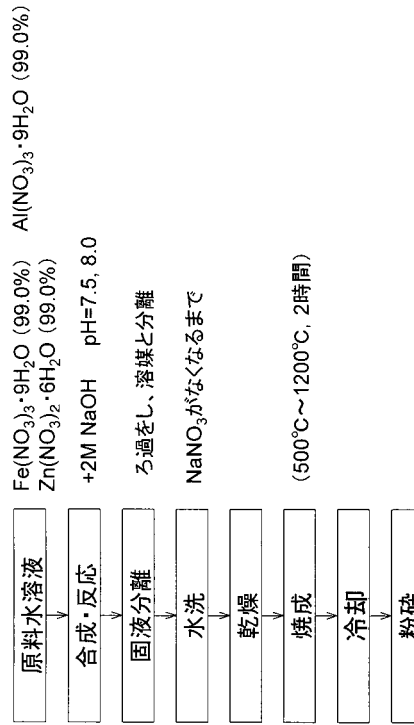 原料水溶液
Fe(NO3)3・9H2O (99.0%) Al(NO3)3・9H2O (99.0%)
Zn(NO3)2・6H2O (99.0%)
合成・反応
+2M NaOH pH=7.5, 8.0
固液分離
ろ過をし、溶媒と分離
水洗
NaNO3がなくなるまで
乾燥
焼成
(500℃～1200℃, 2時間)
冷却
粉砕